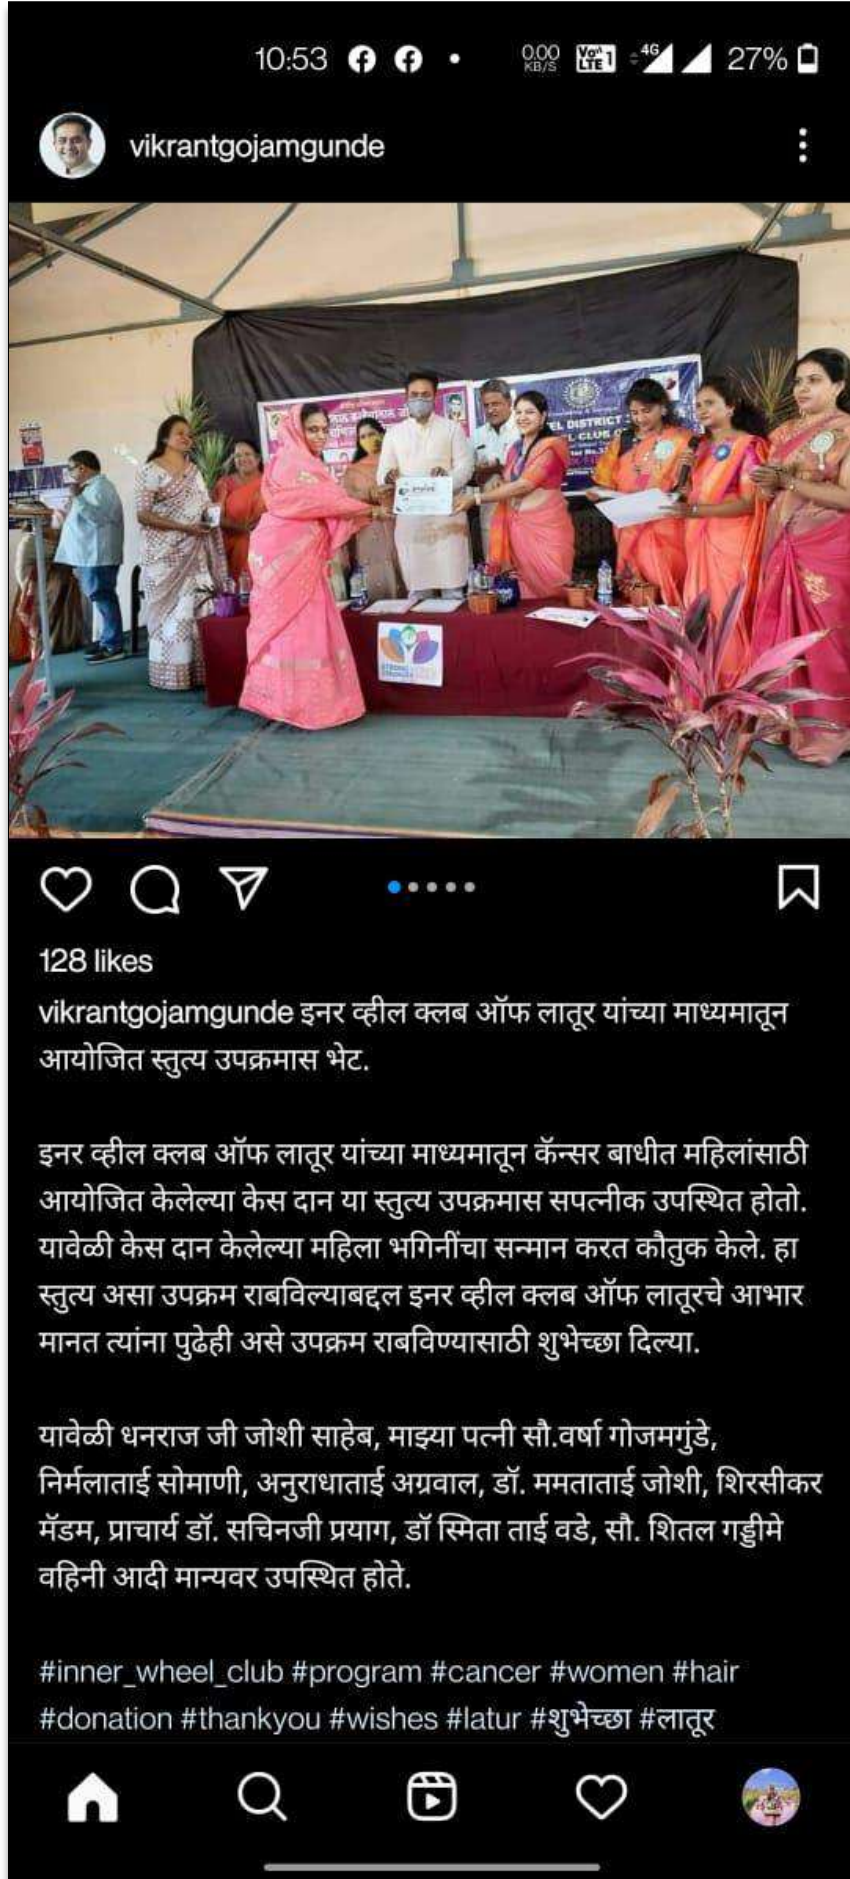 10:53
0.00
KB/S
Vo))
LTE 1
4G
27%
vikrantgojamgunde
EL DISTRICT
L CLUB
128 likes
vikrantgojamgunde इनर व्हील क्लब ऑफ लातूर यांच्या माध्यमातून
आयोजित स्तुत्य उपक्रमास भेट.
इनर व्हील क्लब ऑफ लातूर यांच्या माध्यमातून कॅन्सर बाधीत महिलांसाठी
आयोजित केलेल्या केस दान या स्तुत्य उपक्रमास सपत्नीक उपस्थित होतो.
यावेळी केस दान केलेल्या महिला भगिनींचा सन्मान करत कौतुक केले. हा
स्तुत्य असा उपक्रम राबविल्याबद्दल इनर व्हील क्लब ऑफ लातूरचे आभार
मानत त्यांना पुढेही असे उपक्रम राबविण्यासाठी शुभेच्छा दिल्या.
यावेळी धनराज जी जोशी साहेब, माझ्या पत्नी सौ.वर्षा गोजमगुंडे,
निर्मलाताई सोमाणी, अनुराधाताई अग्रवाल, डॉ. ममताताई जोशी, शिरसीकर
मॅडम, प्राचार्य डॉ. सचिनजी प्रयाग, डॉ स्मिता ताई वडे, सौ. शितल गड्डीमे
वहिनी आदी मान्यवर उपस्थित होते.
#inner_wheel_club #program #cancer #women #hair
#donation #thankyou #wishes #latur #शुभेच्छा #लातूर